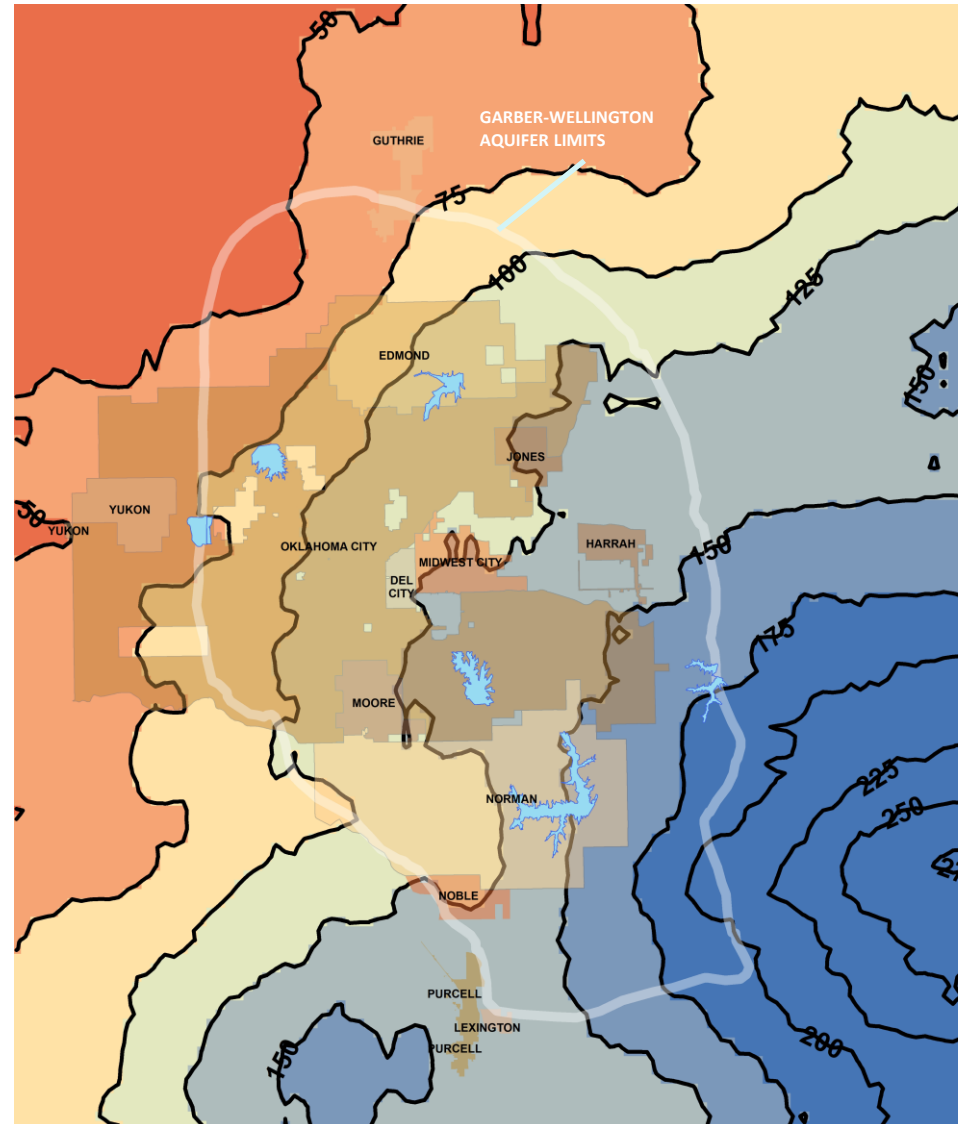 50
GARBER-WELLINGTON
AQUIFER LIMITS
GUTHRIE
75
100
125
EDMOND
150
JONES
50
YUKON
YUKON
OKLAHOMA CITY
MIDWEST CITY
HARRAH
150
DEL
CITY
175
MOORE
225
NORMAN
250
NOBLE
PURCELL
LEXINGTON
PURCELL
150
200